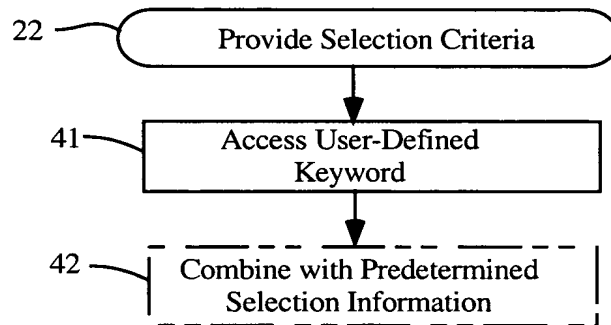 22
Provide Selection Criteria
41
Access User-Defined
Keyword
42
Combine with Predetermined
Selection Information